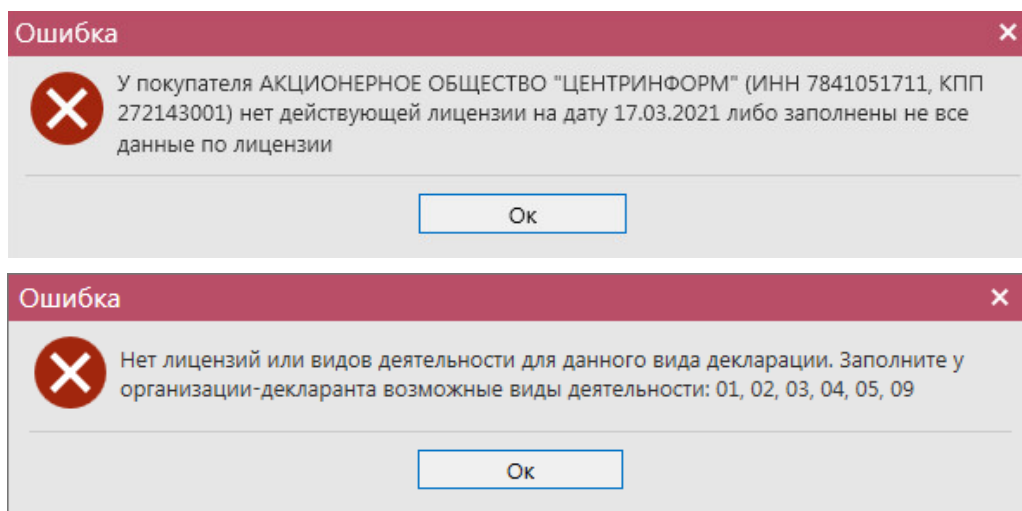 Ошибка
У покупателя АКЦИОНЕРНОЕ ОБЩЕСТВО "ЦЕНТРИНФОРМ" (ИНН 7841051711, КПП
272143001) нет действующей лицензии на дату 17.03.2021 либо заполнены не все
данные по лицензии
Ок
Ошибка
Нет лицензий или видов деятельности для данного вида декларации. Заполните у
организации-декларанта возможные виды деятельности: 01, 02, 03, 04, 05, 09
Ок